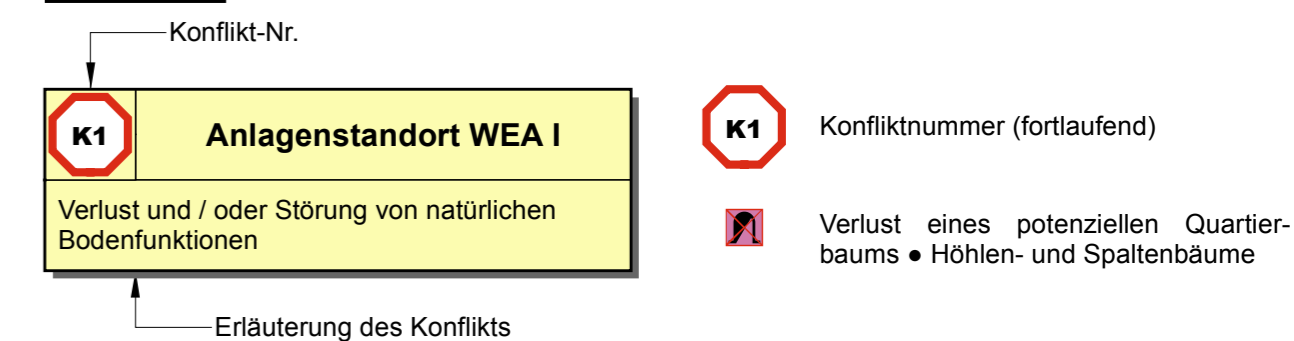 Konflikt-Nr.
K1
Anlagenstandort WEA I
Verlust und / oder Störung von natürlichen
Bodenfunktionen
Erläuterung des Konflikts
K1
Konfliktnummer (fortlaufend)
Verlust eines potenziellen Quartier-
baums ● Höhlen- und Spaltenbäume